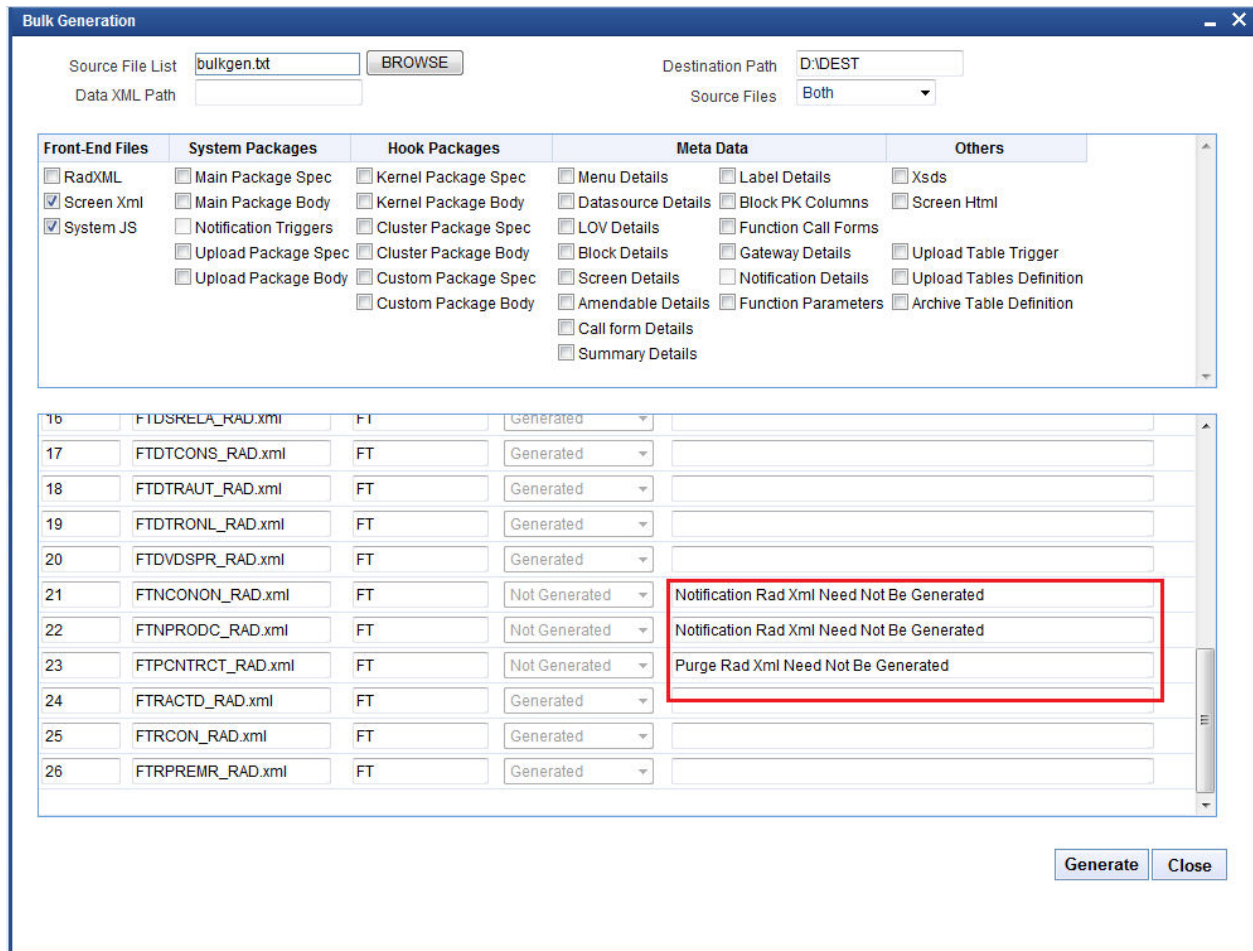 Bulk Generation
Source File List bulkgen.txt BROWSE Destination Path D:\DEST
Data XML Path Source Files Both
Front-End Files System Packages Hook Packages Meta Data Others
RadXML Main Package Spec Kernel Package Spec Menu Details Label Details Xsds
Screen Xml Main Package Body Kernel Package Body Datasource Details Block PK Columns Screen Html
System JS Notification Triggers Cluster Package Spec LOV Details Function Call Forms
Upload Package Spec Cluster Package Body Block Details Gateway Details Upload Table Trigger
Upload Package Body Custom Package Spec Screen Details Notification Details Upload Tables Definition
Custom Package Body Amendable Details Function Parameters Archive Table Definition
Call form Details
Summary Details
16 FTDSRELA_RAD.xml FT Generated
17 FTDTCONS_RAD.xml FT Generated
18 FTDTRAUT_RAD.xml FT Generated
19 FTDTRONL_RAD.xml FT Generated
20 FTDVDSPR_RAD.xml FT Generated
21 FTNCONON_RAD.xml FT Not Generated Notification Rad Xml Need Not Be Generated
22 FTNPRODC_RAD.xml FT Not Generated Notification Rad Xml Need Not Be Generated
23 FTPCNTRCT_RAD.xml FT Not Generated Purge Rad Xml Need Not Be Generated
24 FTRACTD_RAD.xml FT Generated
25 FTRCON_RAD.xml FT Generated
26 FTRPREMR_RAD.xml FT Generated
Generate Close